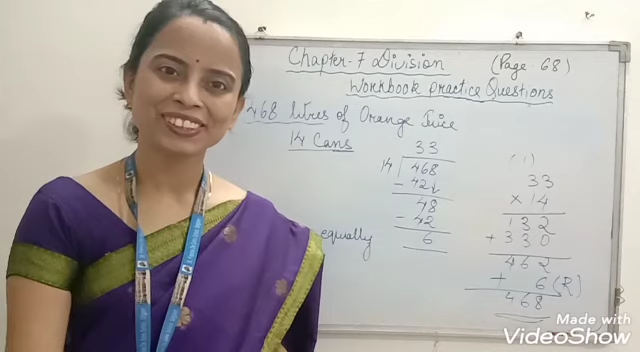 Chapter-7 Division (Page 68)
Workbook Practice Questions
468 litres of Orange Juice
14 Cans
33
14 468
- 42↓
48
- 42
6
equally
(1)
33
× 14
132
+ 330
462
+ 6 (R)
468
Made with
VideoShow